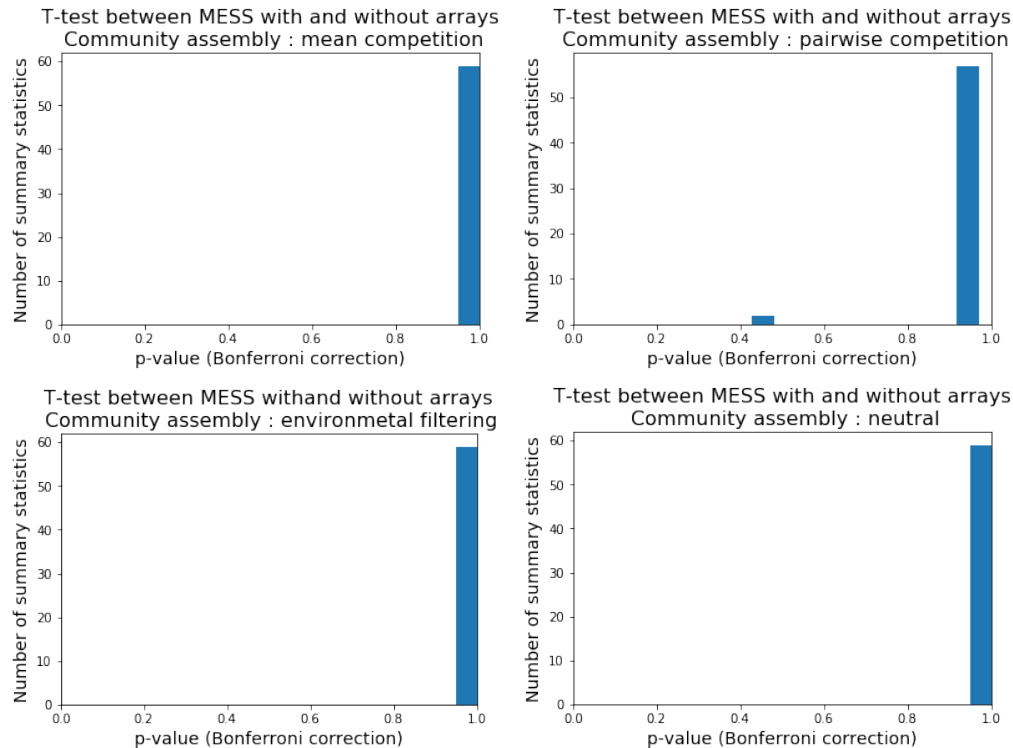 T-test between MESS with and without arrays
Community assembly : mean competition
60
50
40
30
20
10
0
Number of summary statistics
0.0 0.2 0.4 0.6 0.8 1.0
p-value (Bonferroni correction)
T-test between MESS with and without arrays
Community assembly : pairwise competition
50
40
30
20
10
0
Number of summary statistics
0.0 0.2 0.4 0.6 0.8 1.0
p-value (Bonferroni correction)
T-test between MESS withand without arrays
Community assembly : environmetal filtering
60
50
40
30
20
10
0
Number of summary statistics
0.0 0.2 0.4 0.6 0.8 1.0
p-value (Bonferroni correction)
T-test between MESS with and without arrays
Community assembly : neutral
60
50
40
30
20
10
0
Number of summary statistics
0.0 0.2 0.4 0.6 0.8 1.0
p-value (Bonferroni correction)